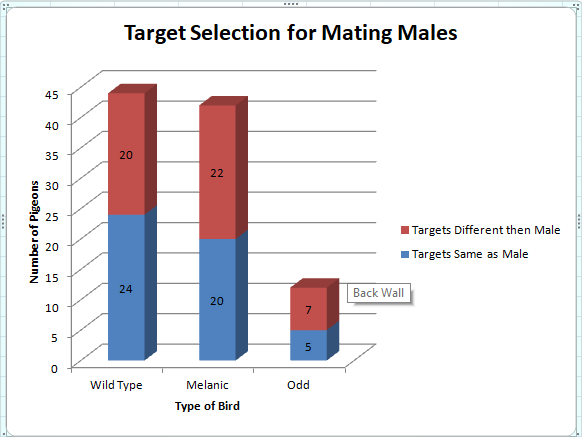 Target Selection for Mating Males
Number of Pigeons
45
40
35
30
25
20
15
10
5
0
20
24
22
20
7
5
Wild Type
Melanic
Odd
Type of Bird
Targets Different then Male
Targets Same as Male
Back Wall